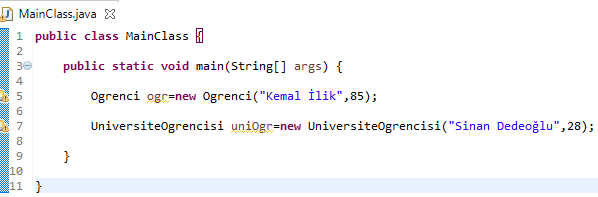 MainClass.java
1 public class MainClass {
2
3 public static void main(String[] args) {
4
5 Ogrenci ogr=new Ogrenci("Kemal İlik",85);
6
7 UniversiteOgrencisi uniOgr=new UniversiteOgrencisi("Sinan Dedeoğlu",28);
8
9 }
10
11 }